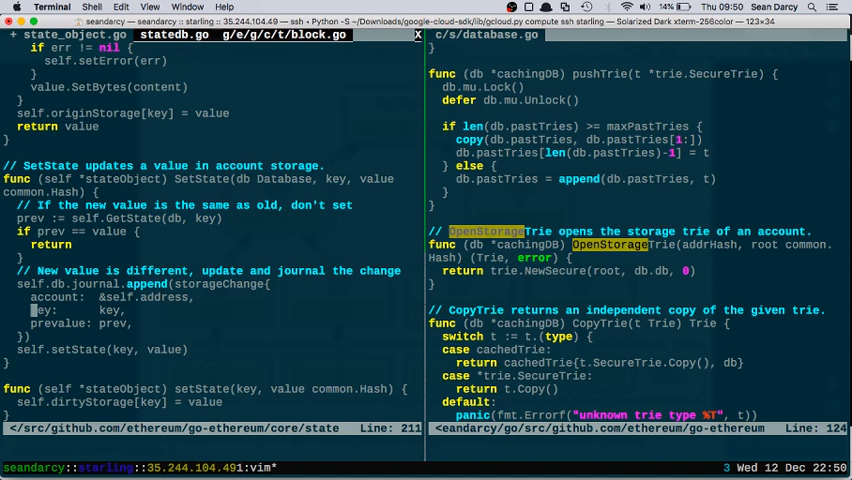 Terminal Shell Edit View Window Help 14% Thu 09:50 Sean Darcy
seandarcy — seandarcy :: starling :: 35.244.104.49 — ssh ‹ Python -S ~/Downloads/google-cloud-sdk/lib/gcloud.py compute ssh starling — Solarized Dark xterm-256color — 123×34
+ state_object.go statedb.go g/e/g/c/t/block.go X
if err != nil {
self.setError(err)
}
value.SetBytes(content)
}
self.originStorage[key] = value
return value
}
// SetState updates a value in account storage.
func (self *stateObject) SetState(db Database, key, value
common.Hash) {
// If the new value is the same as old, don't set
prev := self.GetState(db, key)
if prev == value {
return
}
// New value is different, update and journal the change
self.db.journal.append(storageChange{
account: &self.address,
key: key,
prevalue: prev,
})
self.setState(key, value)
}
func (self *stateObject) setState(key, value common.Hash) {
self.dirtyStorage[key] = value
}
</src/github.com/ethereum/go-ethereum/core/state Line: 211
c/s/database.go
}
func (db *cachingDB) pushTrie(t *trie.SecureTrie) {
db.mu.Lock()
defer db.mu.Unlock()
if len(db.pastTries) >= maxPastTries {
copy(db.pastTries, db.pastTries[1:])
db.pastTries[len(db.pastTries)-1] = t
} else {
db.pastTries = append(db.pastTries, t)
}
}
// OpenStorageTrie opens the storage trie of an account.
func (db *cachingDB) OpenStorageTrie(addrHash, root common.
Hash) (Trie, error) {
return trie.NewSecure(root, db.db, 0)
}
// CopyTrie returns an independent copy of the given trie.
func (db *cachingDB) CopyTrie(t Trie) Trie {
switch t := t.(type) {
case cachedTrie:
return cachedTrie{t.SecureTrie.Copy(), db}
case *trie.SecureTrie:
return t.Copy()
default:
panic(fmt.Errorf("unknown trie type %T", t))
<eandarcy/go/src/github.com/ethereum/go-ethereum Line: 124
seandarcy::starling::35.244.104.491:vim* 3 Wed 12 Dec 22:50